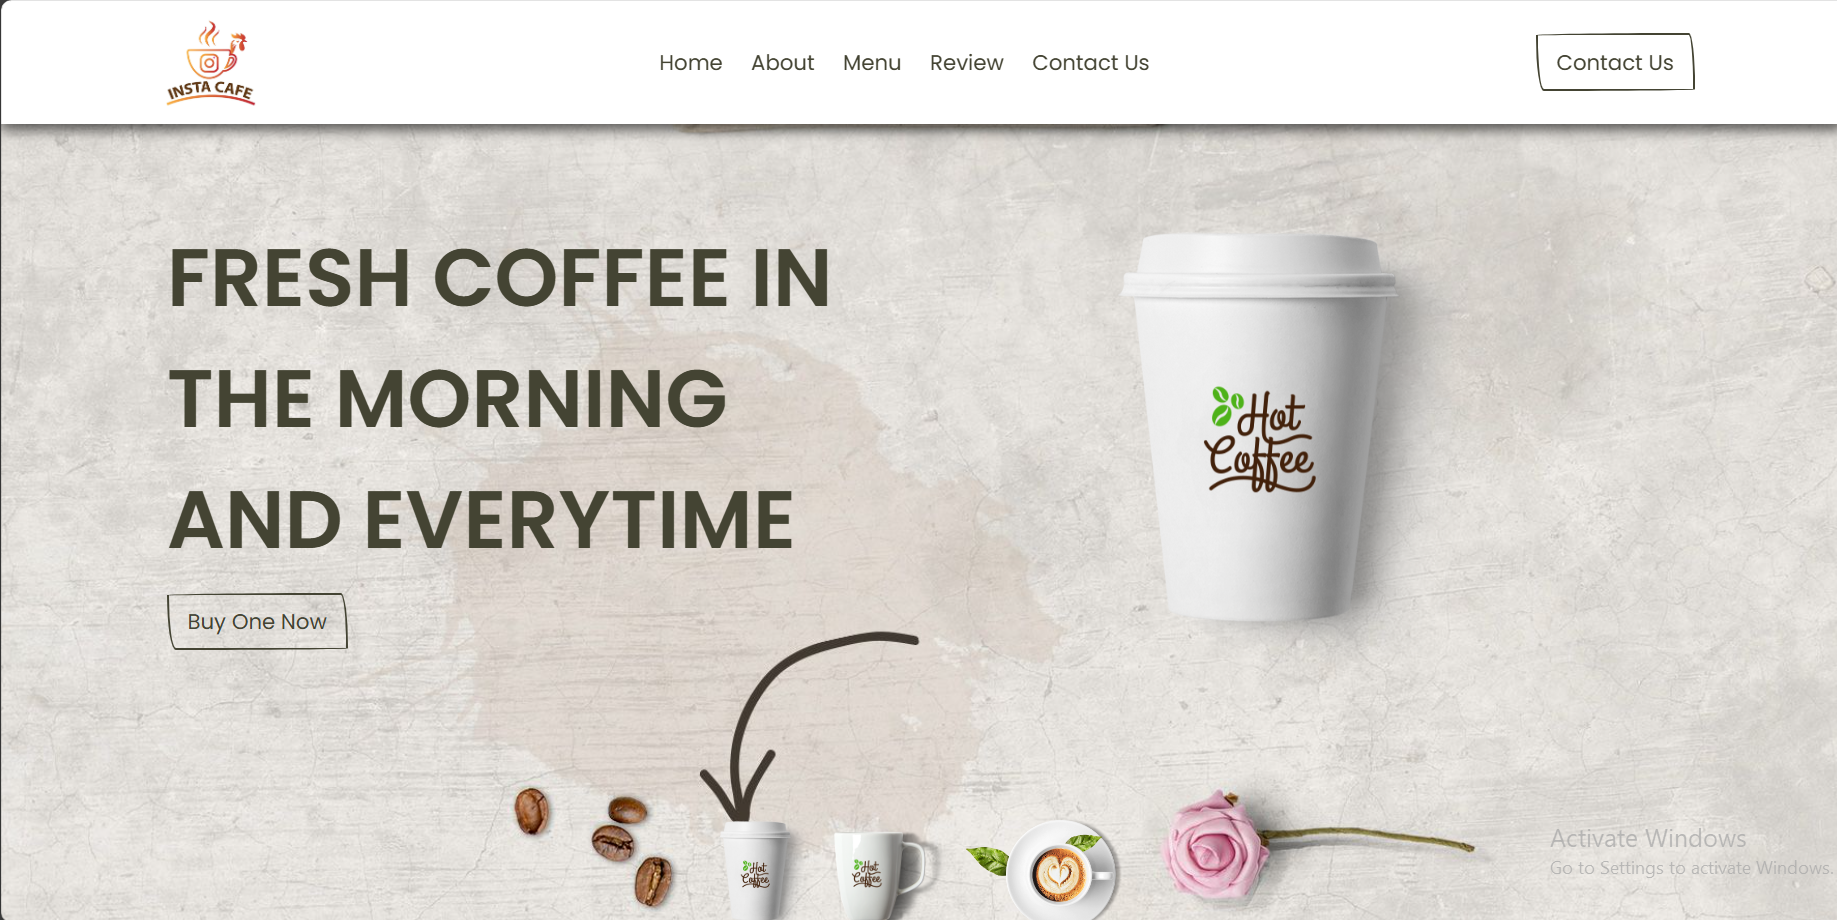 INSTA CAFE
Home About Menu Review Contact Us
Contact Us
FRESH COFFEE IN
THE MORNING
AND EVERYTIME
Buy One Now
Hot
Coffee
Hot
Coffee
Hot
Coffee
Activate Windows
Go to Settings to activate Windows.